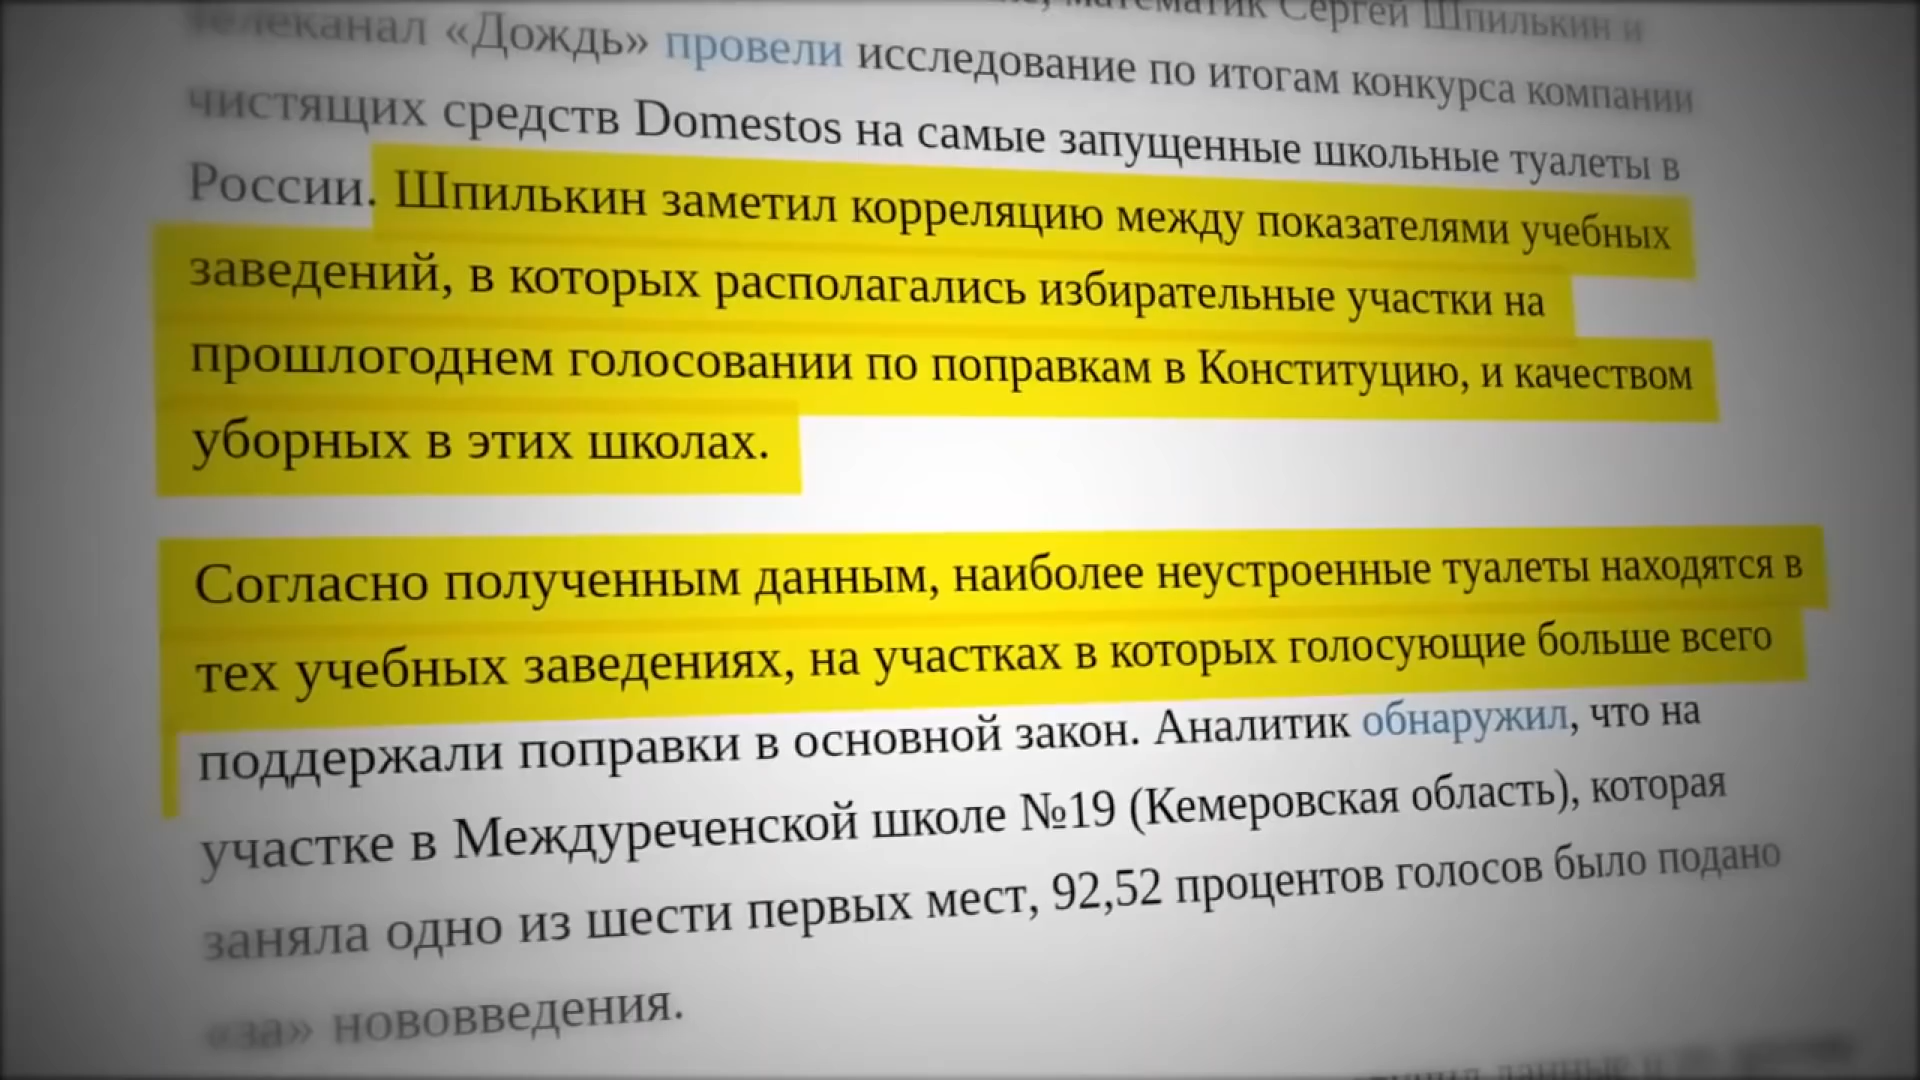 математик Сергей Шпилькин и
Телеканал «Дождь» провели исследование по итогам конкурса компании
чистящих средств Domestos на самые запущенные школьные туалеты в
России. Шпилькин заметил корреляцию между показателями учебных
заведений, в которых располагались избирательные участки на
прошлогоднем голосовании по поправкам в Конституцию, и качеством
уборных в этих школах.
Согласно полученным данным, наиболее неустроенные туалеты находятся в
тех учебных заведениях, на участках в которых голосующие больше всего
поддержали поправки в основной закон. Аналитик обнаружил, что на
участке в Междуреченской школе №19 (Кемеровская область), которая
заняла одно из шести первых мест, 92,52 процентов голосов было подано
«за» нововведения.
данные